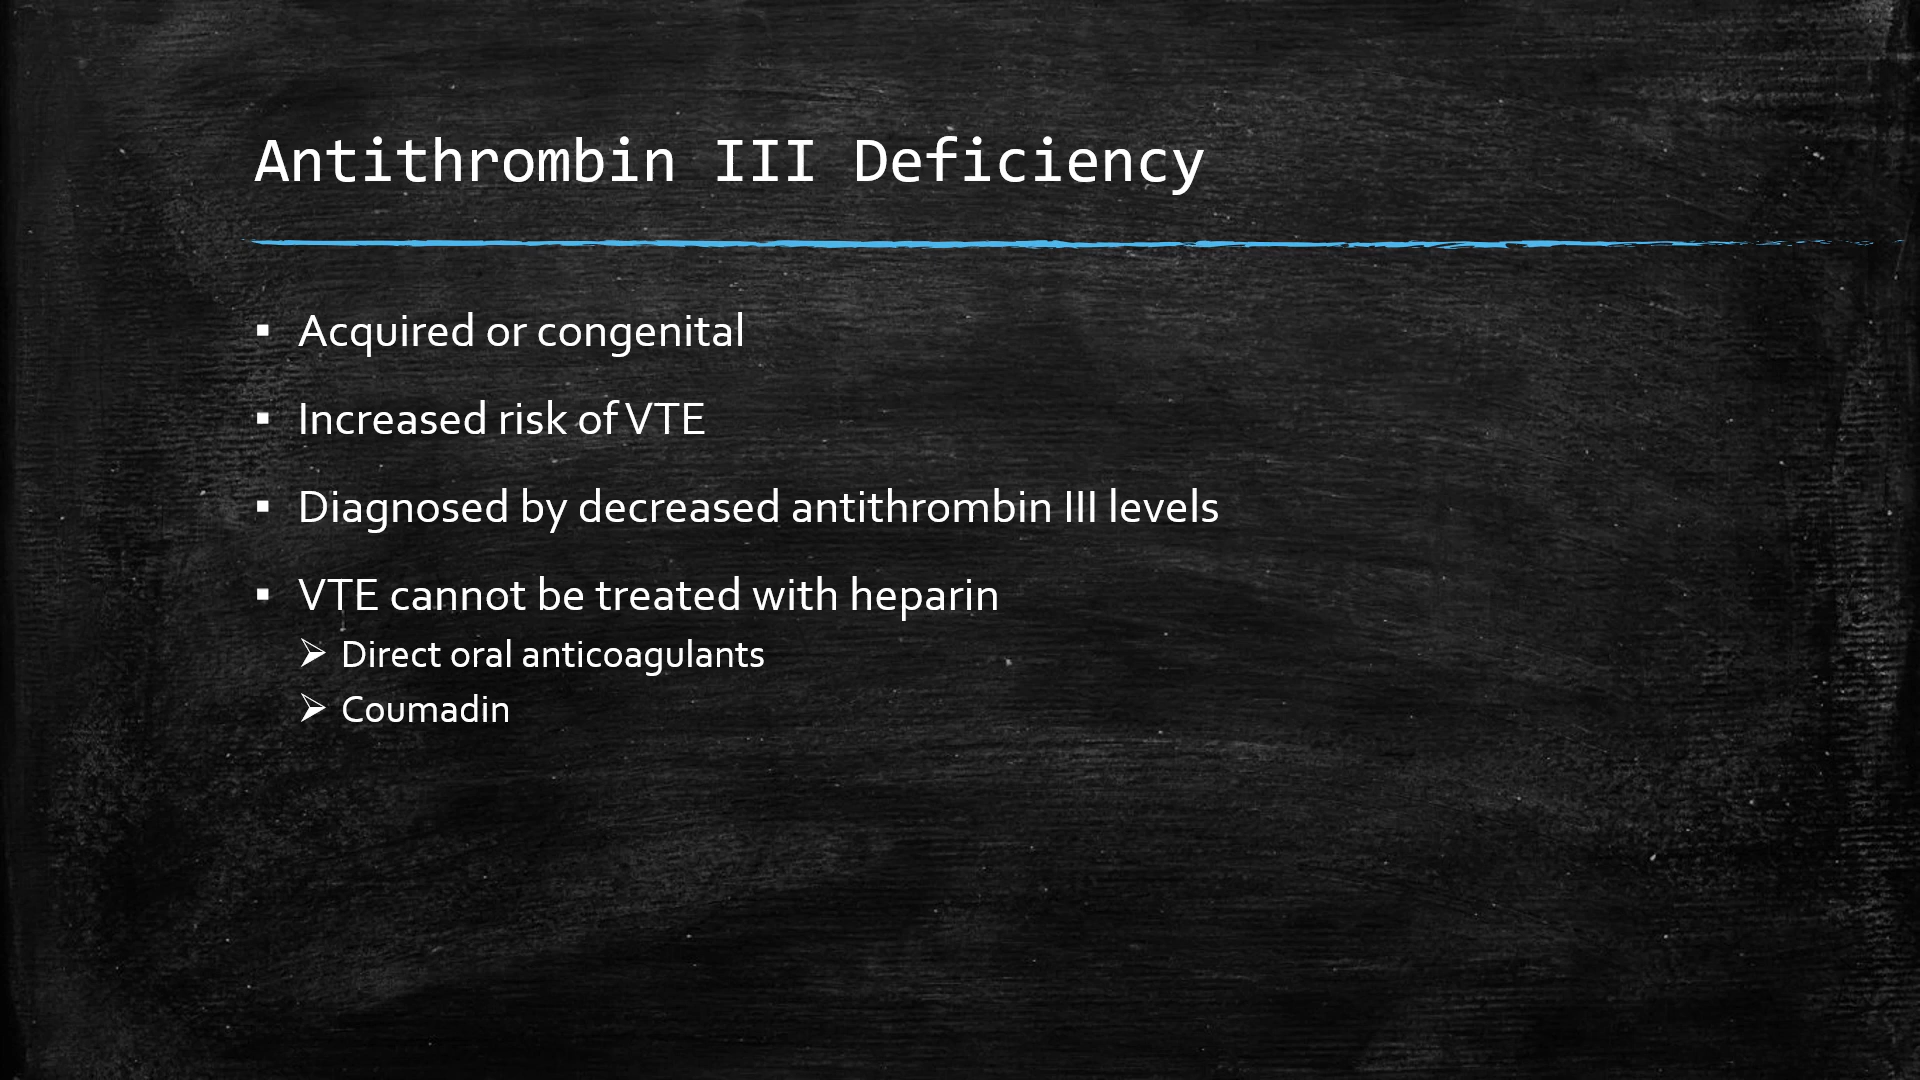 Antithrombin III Deficiency
▪ Acquired or congenital
▪ Increased risk of VTE
▪ Diagnosed by decreased antithrombin III levels
▪ VTE cannot be treated with heparin
➢ Direct oral anticoagulants
➢ Coumadin